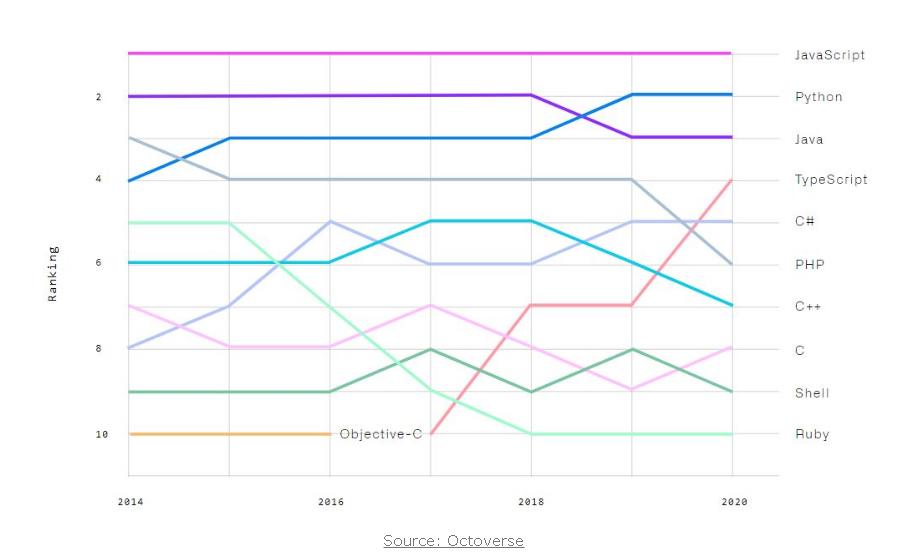 JavaScript
2
Python
Java
4
TypeScript
C#
Ranking
6
PHP
C++
8
C
Shell
10
Objective-C
Ruby
2014
2016
2018
2020
Source: Octoverse